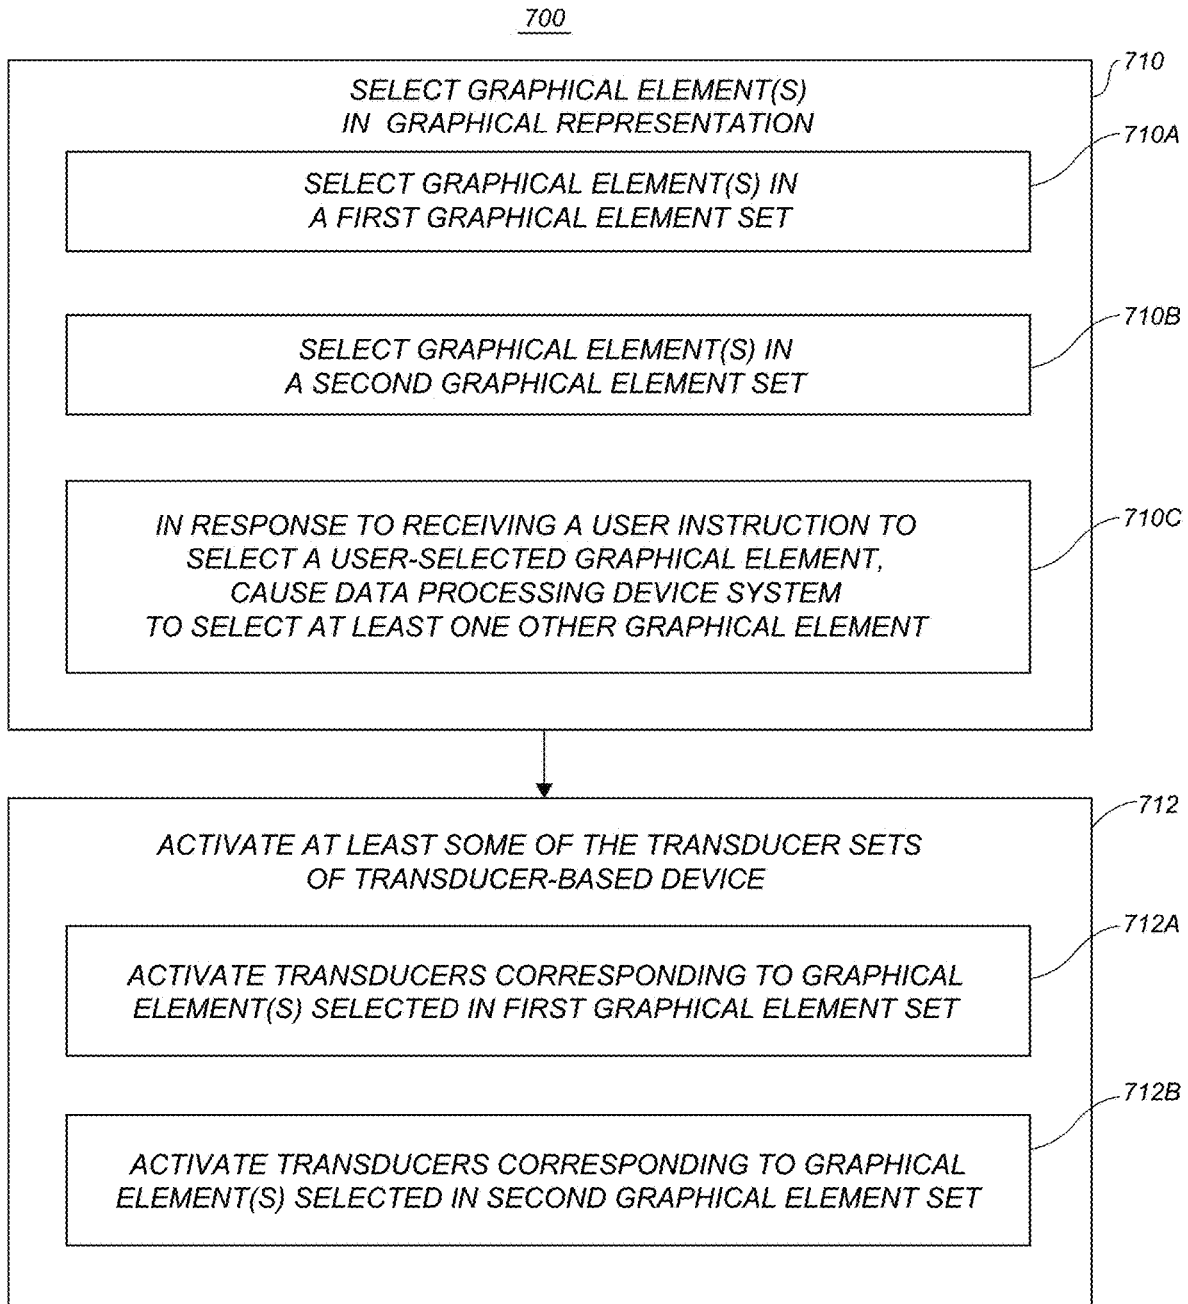 700
710
SELECT GRAPHICAL ELEMENT(S)
IN GRAPHICAL REPRESENTATION
710A
SELECT GRAPHICAL ELEMENT(S) IN
A FIRST GRAPHICAL ELEMENT SET
710B
SELECT GRAPHICAL ELEMENT(S) IN
A SECOND GRAPHICAL ELEMENT SET
710C
IN RESPONSE TO RECEIVING A USER INSTRUCTION TO
SELECT A USER-SELECTED GRAPHICAL ELEMENT,
CAUSE DATA PROCESSING DEVICE SYSTEM
TO SELECT AT LEAST ONE OTHER GRAPHICAL ELEMENT
712
ACTIVATE AT LEAST SOME OF THE TRANSDUCER SETS
OF TRANSDUCER-BASED DEVICE
712A
ACTIVATE TRANSDUCERS CORRESPONDING TO GRAPHICAL
ELEMENT(S) SELECTED IN FIRST GRAPHICAL ELEMENT SET
712B
ACTIVATE TRANSDUCERS CORRESPONDING TO GRAPHICAL
ELEMENT(S) SELECTED IN SECOND GRAPHICAL ELEMENT SET